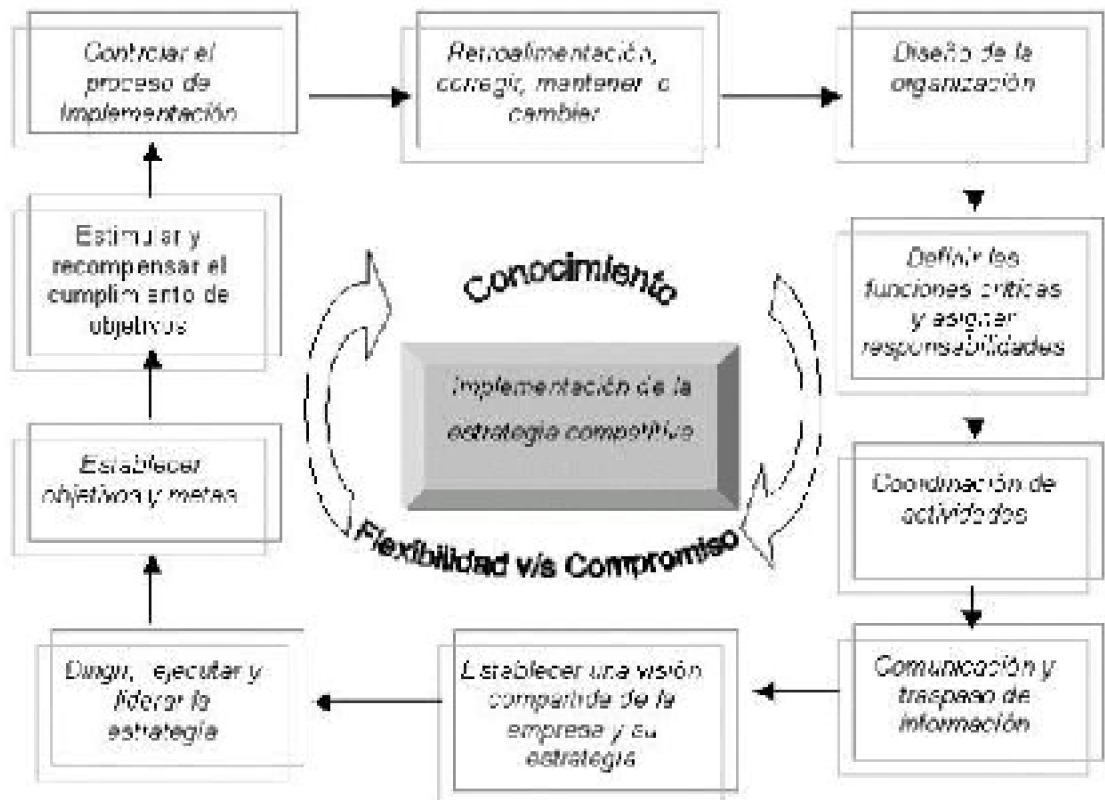 Controlar el
proceso de
Implementación
Retroalimentación,
corregir, mantener o
cambiar
Diseño de la
organización
Definir las
funciones críticas
y asignar
responsabilidades
Coordinación de
actividades
Comunicación y
traspaso de
información
Establecer una visión
compartida de la
empresa y su
estrategia
Dirigir, ejecutar y
liderar la
estrategia
Establecer
objetivos y metas
Estimular y
recompensar el
cumplimiento de
objetivos
Conocimiento
Implementación de la
estrategia competitiva
Flexibilidad v/s Compromiso